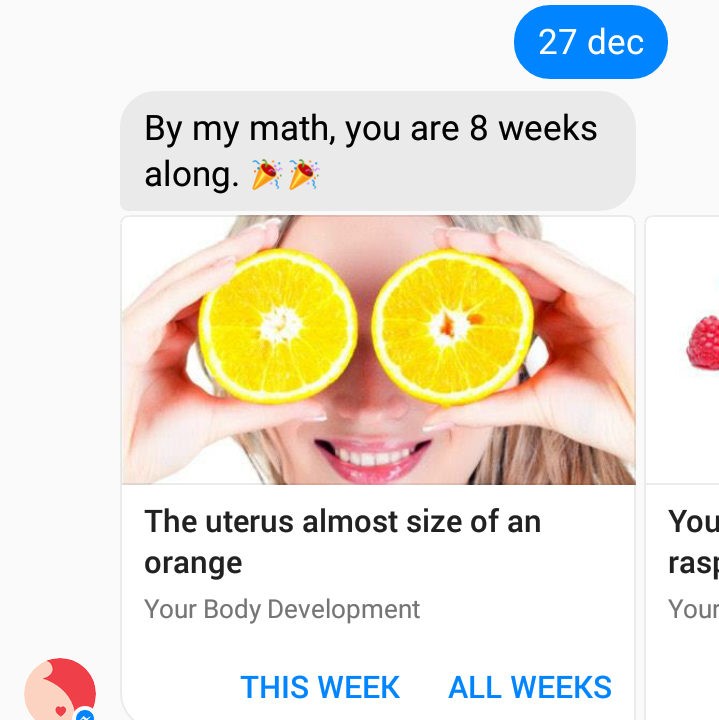 27 dec
By my math, you are 8 weeks
along. 🎉🎉
The uterus almost size of an
orange
Your Body Development
THIS WEEK ALL WEEKS
You
rasp
Your